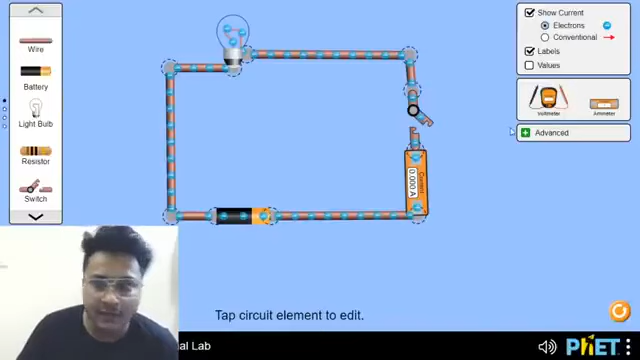 Wire
Battery
Light Bulb
Resistor
Switch
Show Current
Electrons
Conventional
Labels
Values
Voltmeter
Ammeter
Advanced
Current
0.000 A
Tap circuit element to edit.
al Lab
PhET